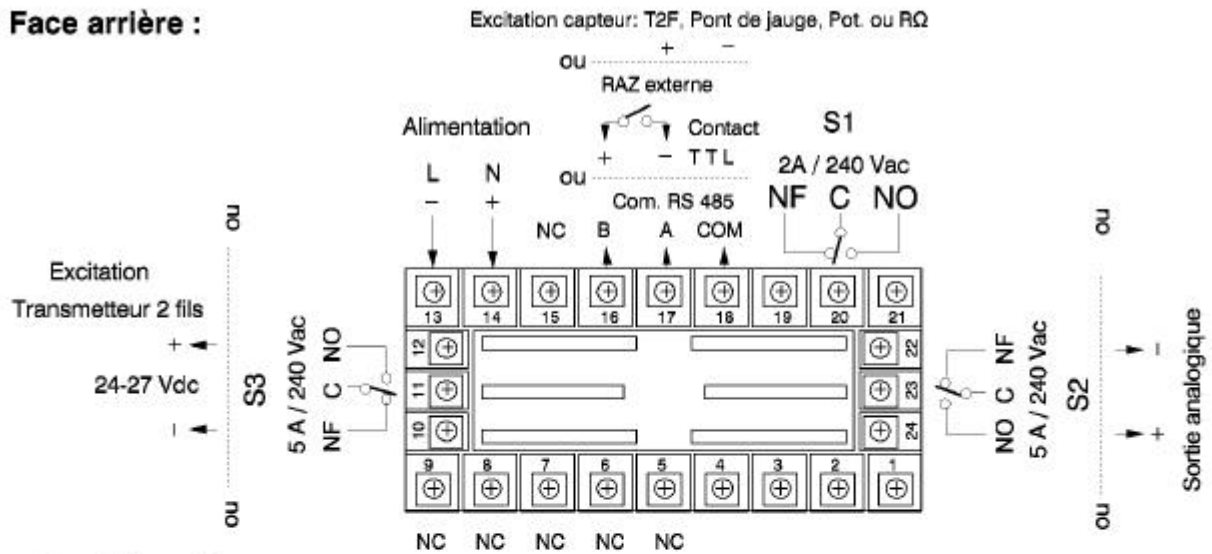 Face arrière :
Excitation capteur: T2F, Pont de jauge, Pot. ou RΩ
+ −
ou
RAZ externe
Alimentation
Contact
S1
+ − TTL
2A / 240 Vac
L N
ou
NF C NO
− +
Com. RS 485
NC B A COM
ou
ou
Excitation
Transmetteur 2 fils
+
24-27 Vdc
−
S3
5 A / 240 Vac
NO
C
NF
13 14 15 16 17 18 19 20 21
12
11
10
22
23
24
NF
C
NO
5 A / 240 Vac
S2
−
+
Sortie analogique
9 8 7 6 5 4 3 2 1
ou
ou
NC NC NC NC NC